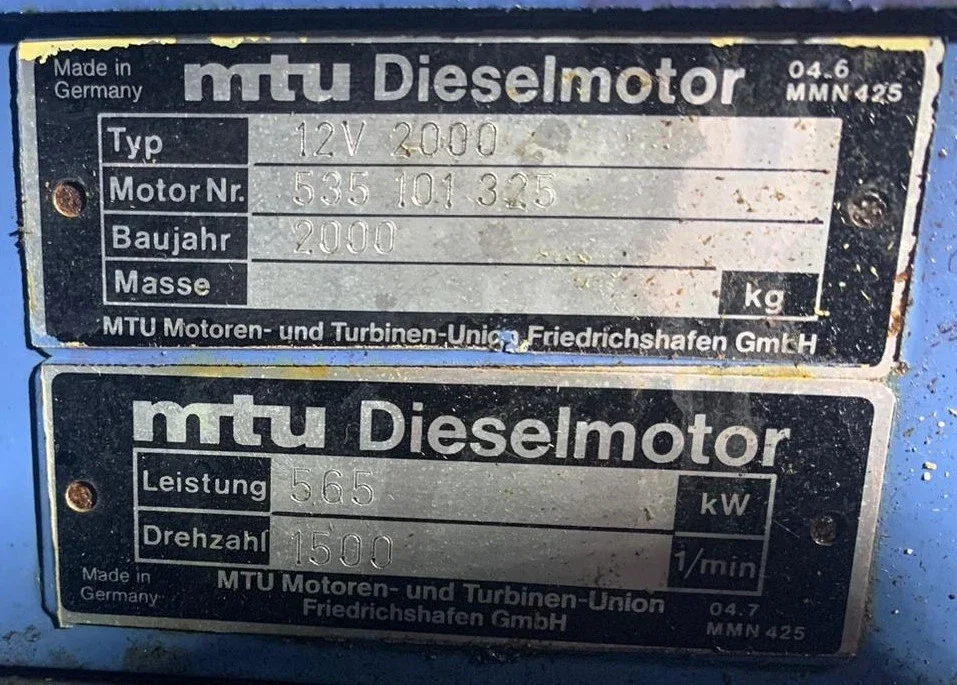 Made in Germany
mtu Dieselmotor
04.6
MMN 425
Typ 12V 2000
Motor Nr. 535 101 325
Baujahr 2000
Masse kg
MTU Motoren- und Turbinen-Union Friedrichshafen GmbH
mtu Dieselmotor
Leistung 565 kW
Drehzahl 1500 1/min
Made in Germany
MTU Motoren- und Turbinen-Union
Friedrichshafen GmbH
04.7
MMN 425